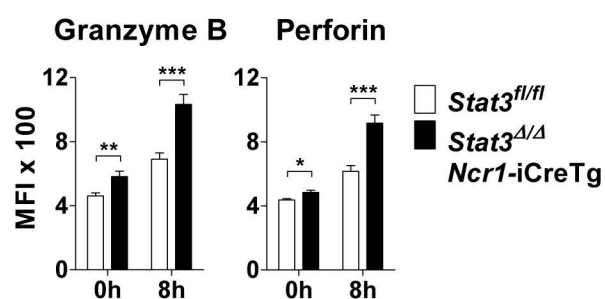 Granzyme B
Perforin
MFI x 100
12
8
4
0
**
***
0h
8h
12
8
4
0
*
***
0h
8h
Stat3fl/fl
Stat3Δ/Δ
Ncr1-iCreTg